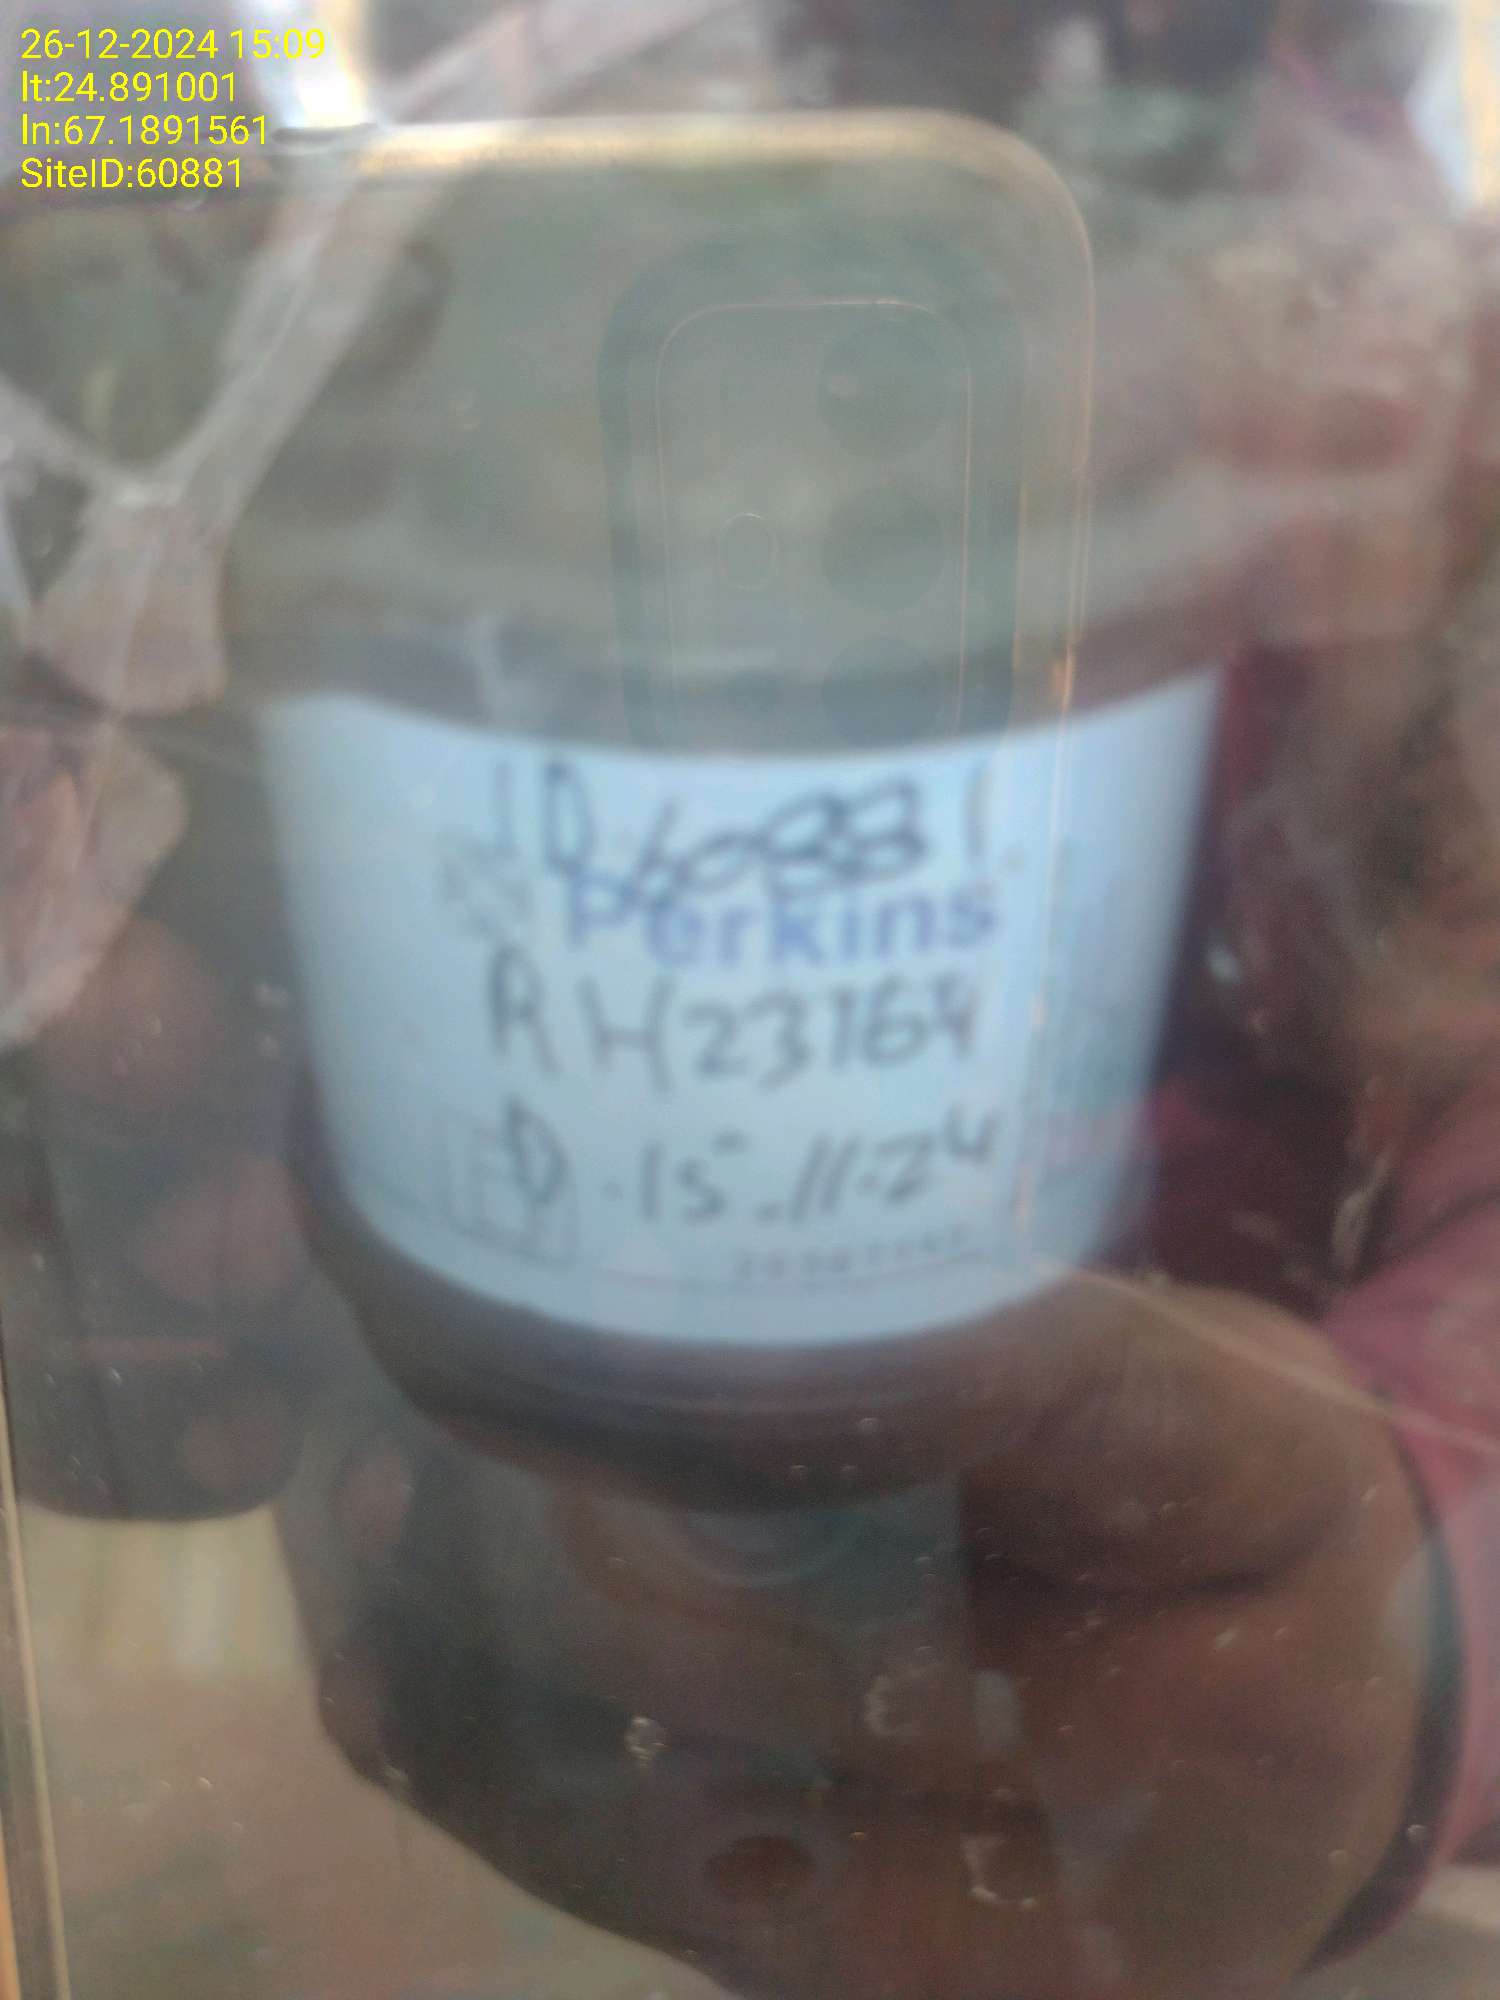 26-12-2024 15:09
lt:24.891001
ln:67.1891561
SiteID:60881
ID.60881
Perkins
RH23164
D.15.11.24